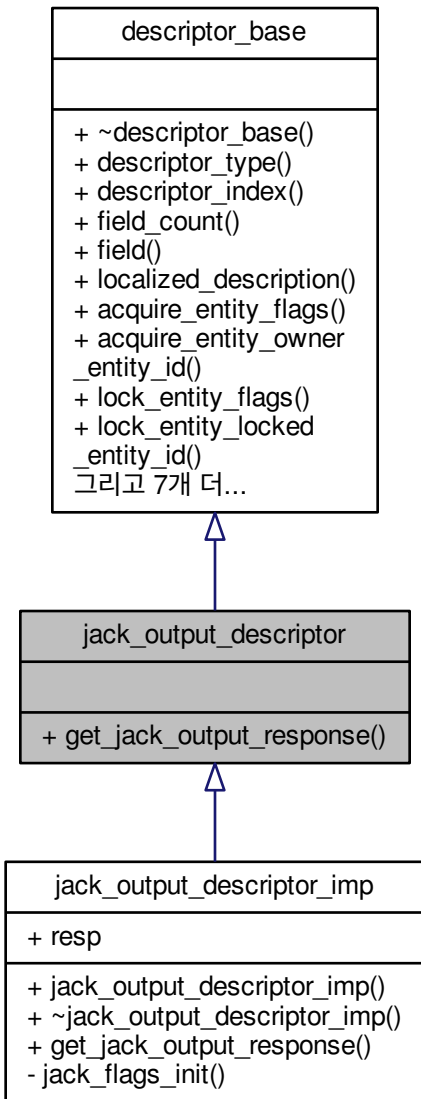 descriptor_base
+ ~descriptor_base()
+ descriptor_type()
+ descriptor_index()
+ field_count()
+ field()
+ localized_description()
+ acquire_entity_flags()
+ acquire_entity_owner
_entity_id()
+ lock_entity_flags()
+ lock_entity_locked
_entity_id()
그리고 7개 더...
jack_output_descriptor
+ get_jack_output_response()
jack_output_descriptor_imp
+ resp
+ jack_output_descriptor_imp()
+ ~jack_output_descriptor_imp()
+ get_jack_output_response()
- jack_flags_init()